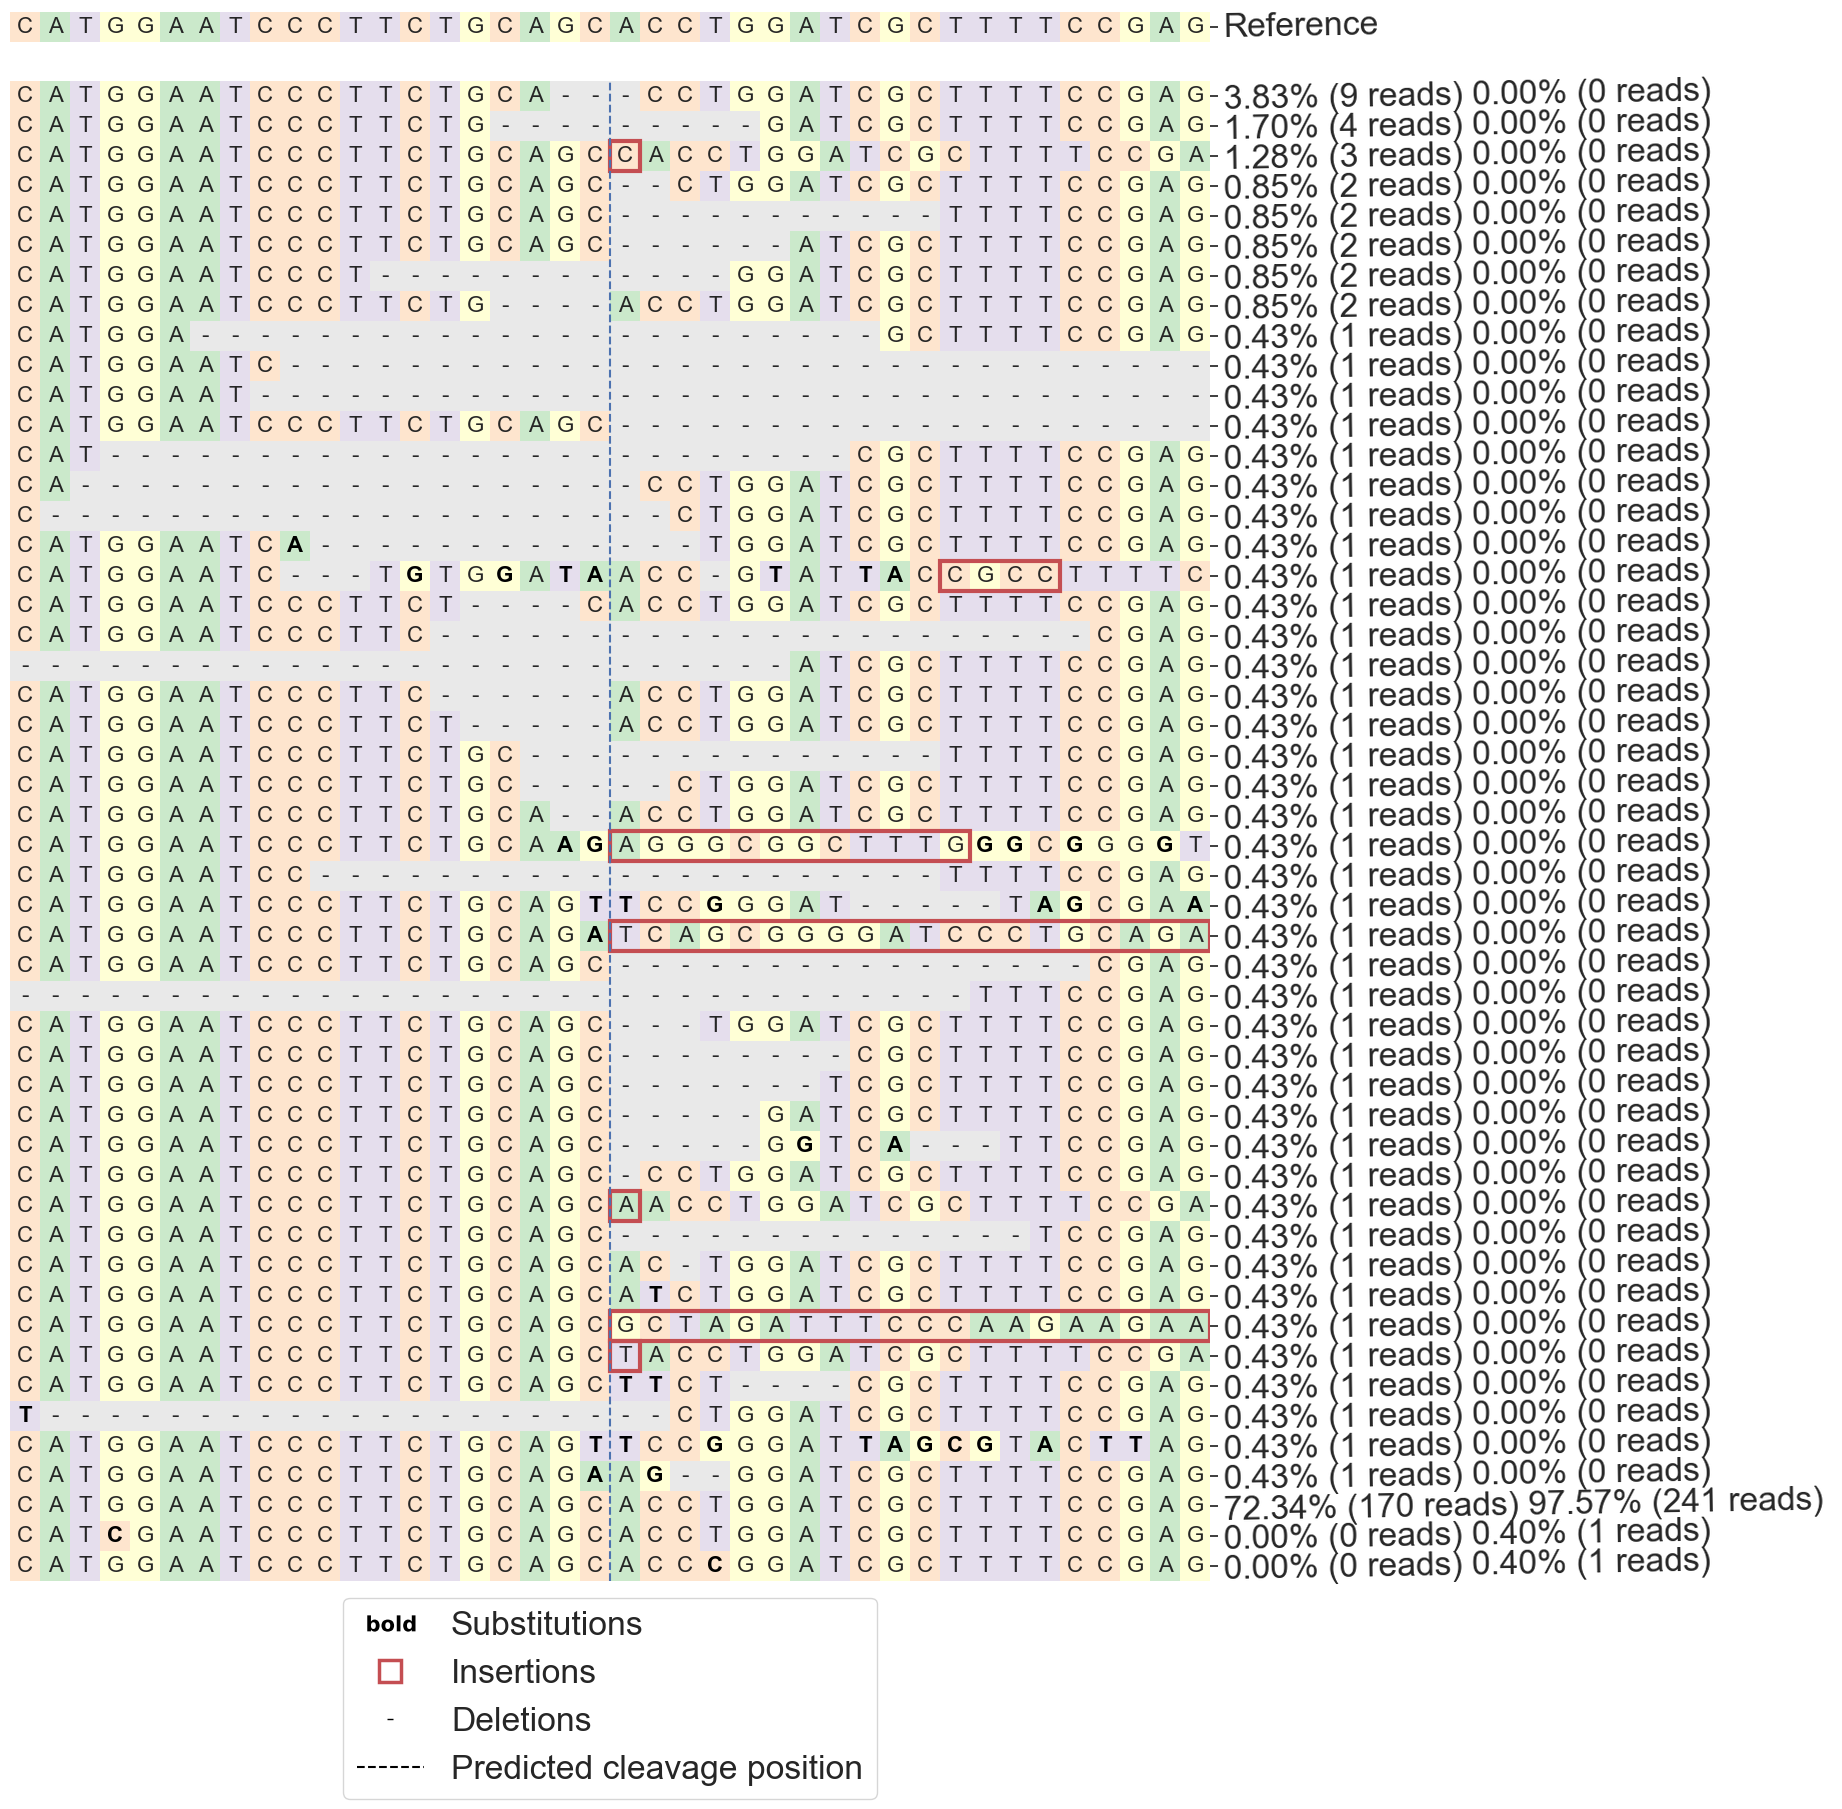 C A T G G A A T C C C T T C T G C A G C A C C T G G A T C G C T T T T C C G A G Reference
C A T G G A A T C C C T T C T G C A - - - C C T G G A T C G C T T T T C C G A G 3.83% (9 reads) 0.00% (0 reads)
C A T G G A A T C C C T T C T G - - - - - - - - - G A T C G C T T T T C C G A G 1.70% (4 reads) 0.00% (0 reads)
C A T G G A A T C C C T T C T G C A G C C A C C T G G A T C G C T T T T C C G A 1.28% (3 reads) 0.00% (0 reads)
C A T G G A A T C C C T T C T G C A G C - - C T G G A T C G C T T T T C C G A G 0.85% (2 reads) 0.00% (0 reads)
C A T G G A A T C C C T T C T G C A G C - - - - - - - - - - - T T T T C C G A G 0.85% (2 reads) 0.00% (0 reads)
C A T G G A A T C C C T T C T G C A G C - - - - - - A T C G C T T T T C C G A G 0.85% (2 reads) 0.00% (0 reads)
C A T G G A A T C C C T - - - - - - - - - - - - G G A T C G C T T T T C C G A G 0.85% (2 reads) 0.00% (0 reads)
C A T G G A A T C C C T T C T G - - - - A C C T G G A T C G C T T T T C C G A G 0.85% (2 reads) 0.00% (0 reads)
C A T G G A - - - - - - - - - - - - - - - - - - - - - - - G C T T T T C C G A G 0.43% (1 reads) 0.00% (0 reads)
C A T G G A A T C - - - - - - - - - - - - - - - - - - - - - - - - - - - - - - - 0.43% (1 reads) 0.00% (0 reads)
C A T G G A A T - - - - - - - - - - - - - - - - - - - - - - - - - - - - - - - - 0.43% (1 reads) 0.00% (0 reads)
C A T G G A A T C C C T T C T G C A G C - - - - - - - - - - - - - - - - - - - - 0.43% (1 reads) 0.00% (0 reads)
C A T - - - - - - - - - - - - - - - - - - - - - - - - - C G C T T T T C C G A G 0.43% (1 reads) 0.00% (0 reads)
C A - - - - - - - - - - - - - - - - - - - C C T G G A T C G C T T T T C C G A G 0.43% (1 reads) 0.00% (0 reads)
C - - - - - - - - - - - - - - - - - - - - - C T G G A T C G C T T T T C C G A G 0.43% (1 reads) 0.00% (0 reads)
C A T G G A A T C A - - - - - - - - - - - - - T G G A T C G C T T T T C C G A G 0.43% (1 reads) 0.00% (0 reads)
C A T G G A A T C - - - T G T G G A T A A C C - G T A T T A C C G C C T T T T C 0.43% (1 reads) 0.00% (0 reads)
C A T G G A A T C C C T T C T - - - - C A C C T G G A T C G C T T T T C C G A G 0.43% (1 reads) 0.00% (0 reads)
C A T G G A A T C C C T T C - - - - - - - - - - - - - - - - - - - - - - C G A G 0.43% (1 reads) 0.00% (0 reads)
- - - - - - - - - - - - - - - - - - - - - - - - - - A T C G C T T T T C C G A G 0.43% (1 reads) 0.00% (0 reads)
C A T G G A A T C C C T T C - - - - - - A C C T G G A T C G C T T T T C C G A G 0.43% (1 reads) 0.00% (0 reads)
C A T G G A A T C C C T T C T - - - - - A C C T G G A T C G C T T T T C C G A G 0.43% (1 reads) 0.00% (0 reads)
C A T G G A A T C C C T T C T G C - - - - - - - - - - - - - - T T T T C C G A G 0.43% (1 reads) 0.00% (0 reads)
C A T G G A A T C C C T T C T G C - - - - - C T G G A T C G C T T T T C C G A G 0.43% (1 reads) 0.00% (0 reads)
C A T G G A A T C C C T T C T G C A - - A C C T G G A T C G C T T T T C C G A G 0.43% (1 reads) 0.00% (0 reads)
C A T G G A A T C C C T T C T G C A A G A G G G C G G C T T T G G G C G G G G T 0.43% (1 reads) 0.00% (0 reads)
C A T G G A A T C C - - - - - - - - - - - - - - - - - - - - - T T T T C C G A G 0.43% (1 reads) 0.00% (0 reads)
C A T G G A A T C C C T T C T G C A G T T C C G G G A T - - - - - T A G C G A A 0.43% (1 reads) 0.00% (0 reads)
C A T G G A A T C C C T T C T G C A G A T C A G C G G G G A T C C C T G C A G A 0.43% (1 reads) 0.00% (0 reads)
C A T G G A A T C C C T T C T G C A G C - - - - - - - - - - - - - - - - C G A G 0.43% (1 reads) 0.00% (0 reads)
- - - - - - - - - - - - - - - - - - - - - - - - - - - - - - - - T T T C C G A G 0.43% (1 reads) 0.00% (0 reads)
C A T G G A A T C C C T T C T G C A G C - - - T G G A T C G C T T T T C C G A G 0.43% (1 reads) 0.00% (0 reads)
C A T G G A A T C C C T T C T G C A G C - - - - - - - - C G C T T T T C C G A G 0.43% (1 reads) 0.00% (0 reads)
C A T G G A A T C C C T T C T G C A G C - - - - - - - T C G C T T T T C C G A G 0.43% (1 reads) 0.00% (0 reads)
C A T G G A A T C C C T T C T G C A G C - - - - - G A T C G C T T T T C C G A G 0.43% (1 reads) 0.00% (0 reads)
C A T G G A A T C C C T T C T G C A G C - - - - - G G T C A - - - T T C C G A G 0.43% (1 reads) 0.00% (0 reads)
C A T G G A A T C C C T T C T G C A G C - C C T G G A T C G C T T T T C C G A G 0.43% (1 reads) 0.00% (0 reads)
C A T G G A A T C C C T T C T G C A G C A A C C T G G A T C G C T T T T C C G A 0.43% (1 reads) 0.00% (0 reads)
C A T G G A A T C C C T T C T G C A G C - - - - - - - - - - - - - - T C C G A G 0.43% (1 reads) 0.00% (0 reads)
C A T G G A A T C C C T T C T G C A G C A C - T G G A T C G C T T T T C C G A G 0.43% (1 reads) 0.00% (0 reads)
C A T G G A A T C C C T T C T G C A G C A T C T G G A T C G C T T T T C C G A G 0.43% (1 reads) 0.00% (0 reads)
C A T G G A A T C C C T T C T G C A G C G C T A G A T T T C C C A A G A A G A A 0.43% (1 reads) 0.00% (0 reads)
C A T G G A A T C C C T T C T G C A G C T A C C T G G A T C G C T T T T C C G A 0.43% (1 reads) 0.00% (0 reads)
C A T G G A A T C C C T T C T G C A G C T T C T - - - - C G C T T T T C C G A G 0.43% (1 reads) 0.00% (0 reads)
T - - - - - - - - - - - - - - - - - - - - - C T G G A T C G C T T T T C C G A G 0.43% (1 reads) 0.00% (0 reads)
C A T G G A A T C C C T T C T G C A G T T C C G G G A T T A G C G T A C T T A G 0.43% (1 reads) 0.00% (0 reads)
C A T G G A A T C C C T T C T G C A G A A G - - G G A T C G C T T T T C C G A G 0.43% (1 reads) 0.00% (0 reads)
C A T G G A A T C C C T T C T G C A G C A C C T G G A T C G C T T T T C C G A G 72.34% (170 reads) 97.57% (241 reads)
C A T C G A A T C C C T T C T G C A G C A C C T G G A T C G C T T T T C C G A G 0.00% (0 reads) 0.40% (1 reads)
C A T G G A A T C C C T T C T G C A G C A C C C G G A T C G C T T T T C C G A G 0.00% (0 reads) 0.40% (1 reads)
bold Substitutions
Insertions
- Deletions
Predicted cleavage position